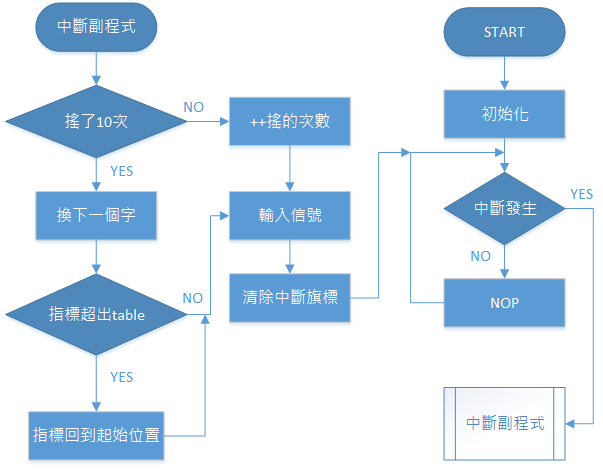 中斷副程式
搖了10次
NO
++搖的次數
YES
換下一個字
輸入信號
NO
清除中斷旗標
指標超出table
YES
指標回到起始位置
START
初始化
中斷發生
YES
NO
NOP
中斷副程式